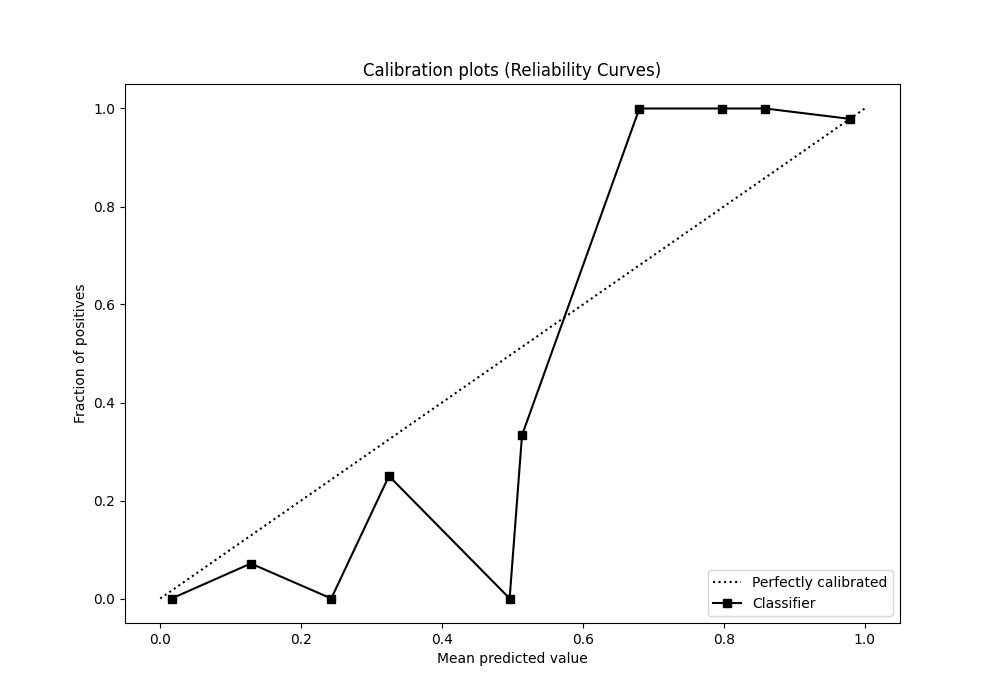 Calibration plots (Reliability Curves)
1.0
0.8
0.6
0.4
0.2
0.0
Fraction of positives
0.0 0.2 0.4 0.6 0.8 1.0
Mean predicted value
Perfectly calibrated
Classifier